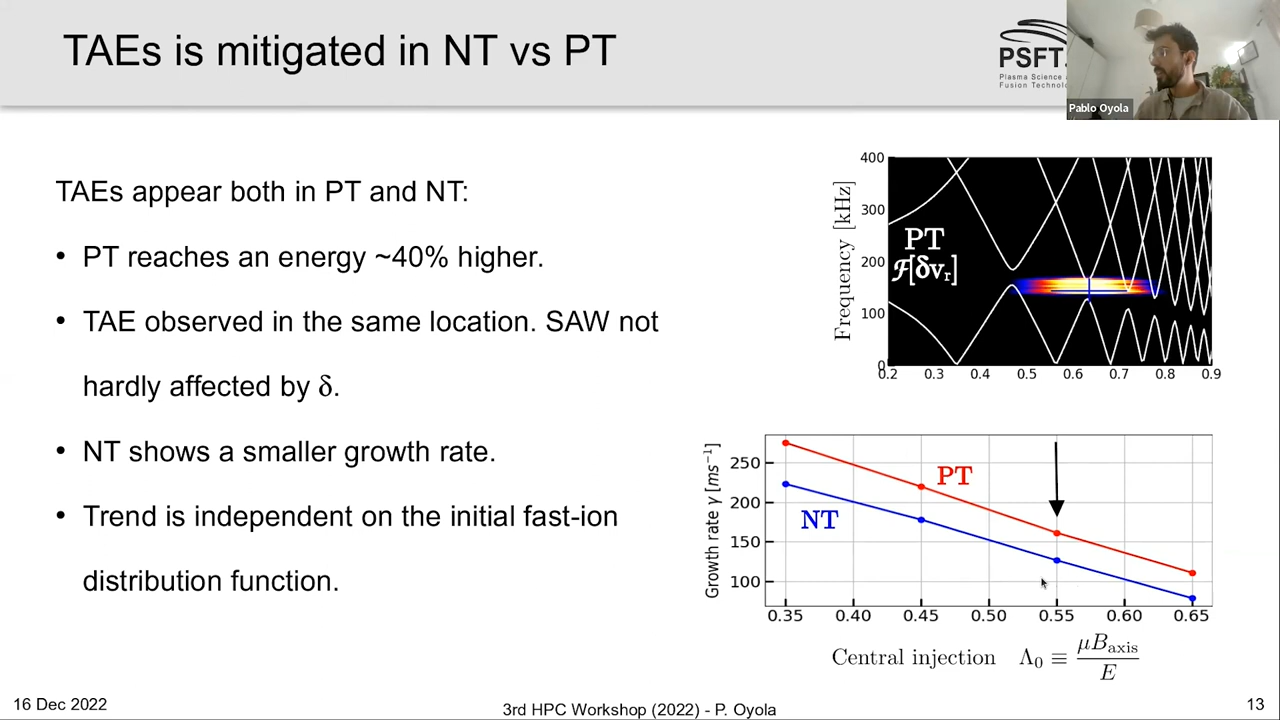 TAEs is mitigated in NT vs PT
PSFT
Plasma Science
Fusion Technolo
Pablo Oyola
TAEs appear both in PT and NT:
• PT reaches an energy ~40% higher.
• TAE observed in the same location. SAW not
hardly affected by δ.
• NT shows a smaller growth rate.
• Trend is independent on the initial fast-ion
distribution function.
Frequency [kHz]
400
300
200
100
0
PT
ℱ[δvᵣ]
0.2 0.3 0.4 0.5 0.6 0.7 0.8 0.9
Growth rate γ [ms⁻¹]
250
200
150
100
PT
NT
0.35 0.40 0.45 0.50 0.55 0.60 0.65
Central injection Λ₀ ≡ μB_axis / E
16 Dec 2022
3rd HPC Workshop (2022) - P. Oyola
13